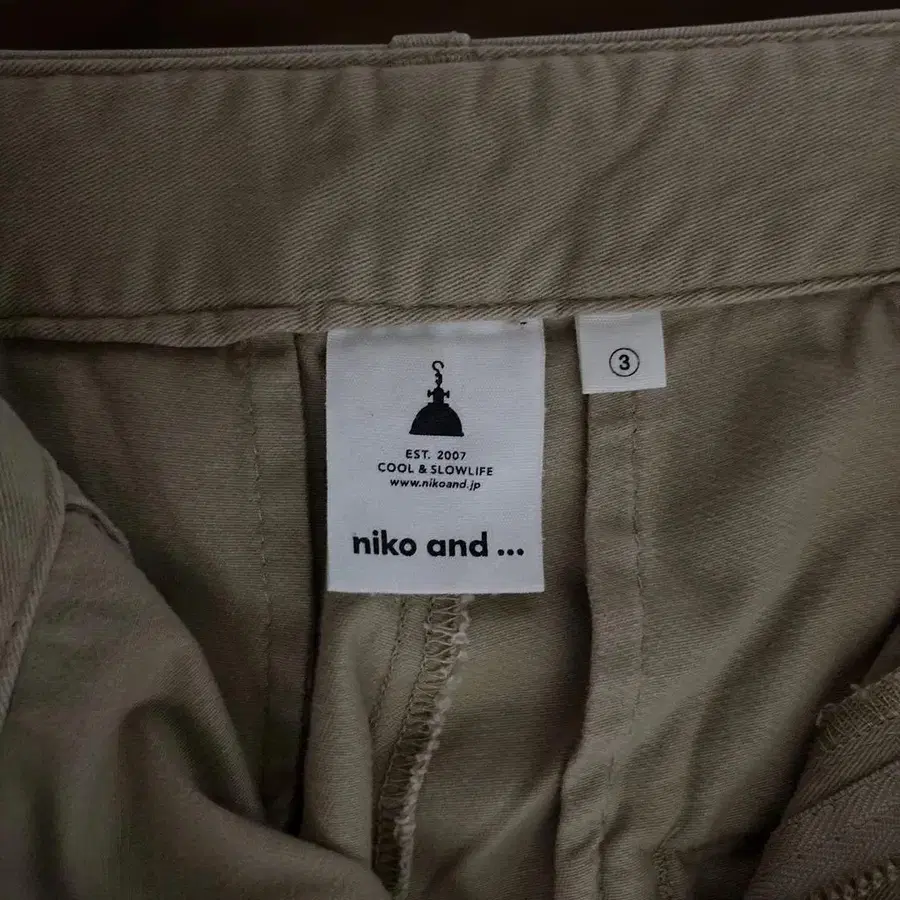 EST. 2007
COOL & SLOWLIFE
www.nikoand.jp
niko and ...
③